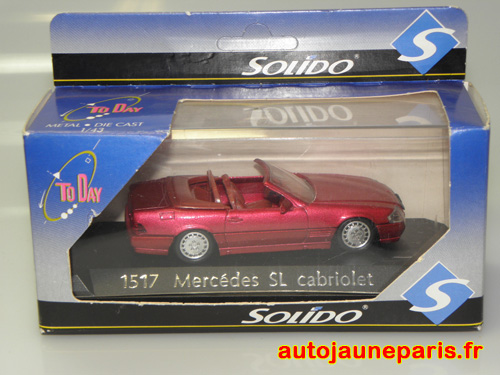 S
SOLIDO
TO DAY
METAL • DIE CAST
1/43
SOLIDO
TO DAY
1517 Mercédes SL cabriolet
S
SOLIDO
autojauneparis.fr